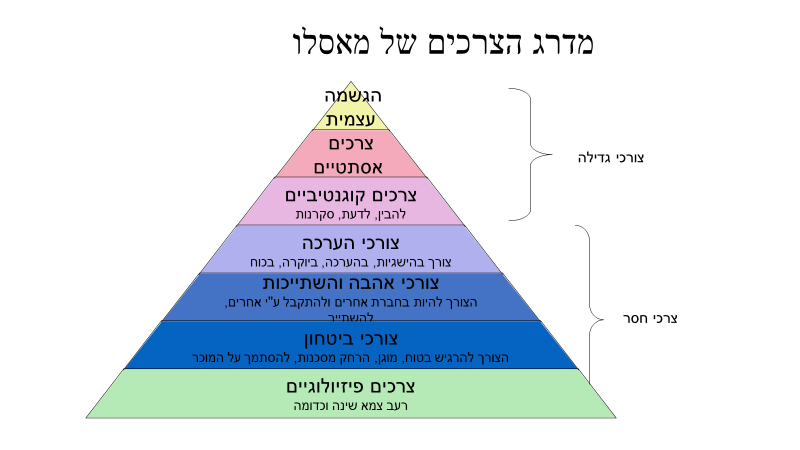 מדרג הצרכים של מאסלו
הגשמה
עצמית
צרכים
אסתטיים
צרכים קוגנטיביים
להבין, לדעת, סקרנות
צורכי גדילה
צורכי הערכה
צורך בהישגיות, בהערכה, ביוקרה, בכוח
צורכי אהבה והשתייכות
הצורך להיות בחברת אחרים ולהתקבל ע"י אחרים,
להשתייך
צרכי חסר
צורכי ביטחון
הצורך להרגיש בטוח, מוגן, הרחק מסכנות, להסתמך על המוכר
צרכים פיזיולוגיים
רעב צמא שינה וכדומה